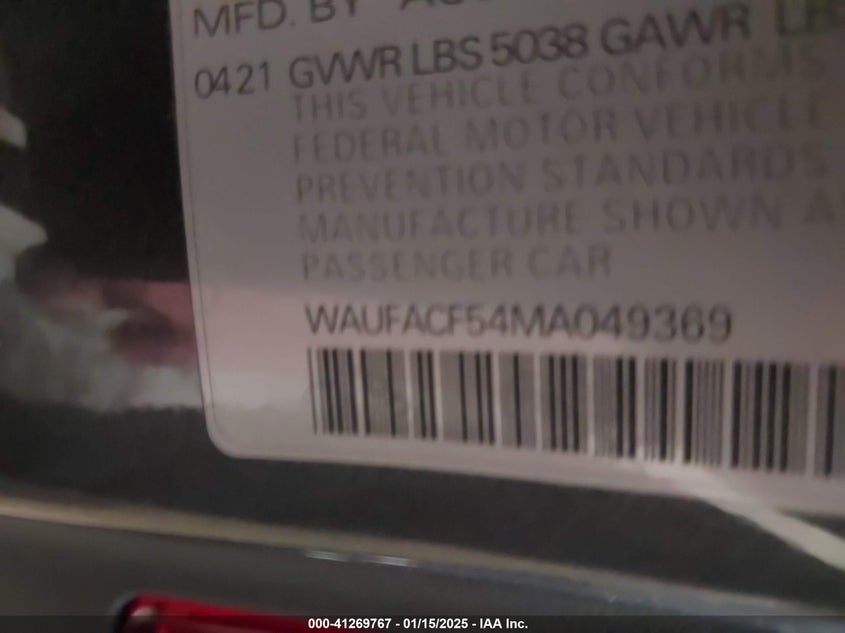 MFD. BY
0421 GVWR LBS 5038 GAWR LBS
THIS VEHICLE CONFORMS
FEDERAL MOTOR VEHICLE
PREVENTION STANDARDS
MANUFACTURE SHOWN A
PASSENGER CAR
WAUFACF54MA049369
000-41269767 - 01/15/2025 - IAA Inc.